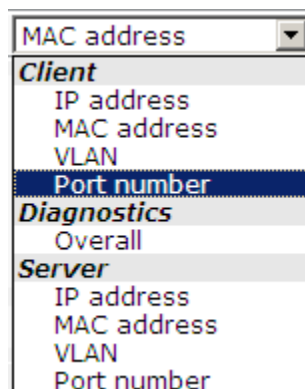 MAC address
Client
IP address
MAC address
VLAN
Port number
Diagnostics
Overall
Server
IP address
MAC address
VLAN
Port number